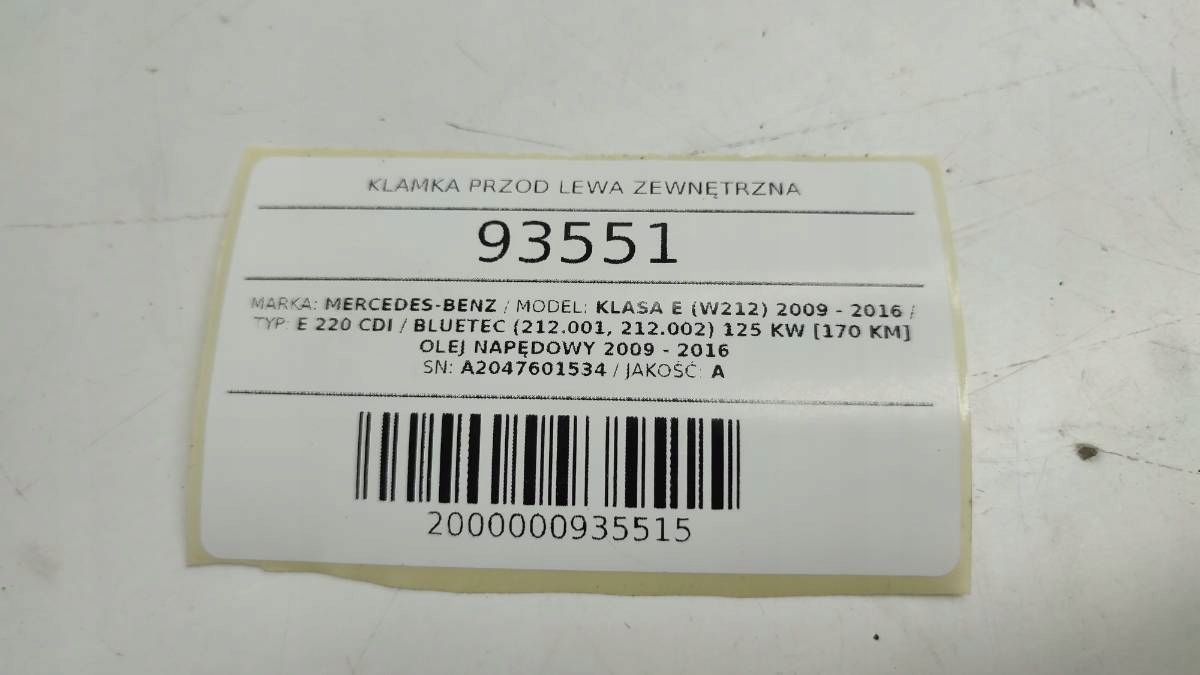 KLAMKA PRZOD LEWA ZEWNĘTRZNA
93551
MARKA: MERCEDES-BENZ / MODEL: KLASA E (W212) 2009 - 2016 /
TYP: E 220 CDI / BLUETEC (212.001, 212.002) 125 KW [170 KM]
OLEJ NAPĘDOWY 2009 - 2016
SN: A2047601534 / JAKOŚĆ: A
2000000935515